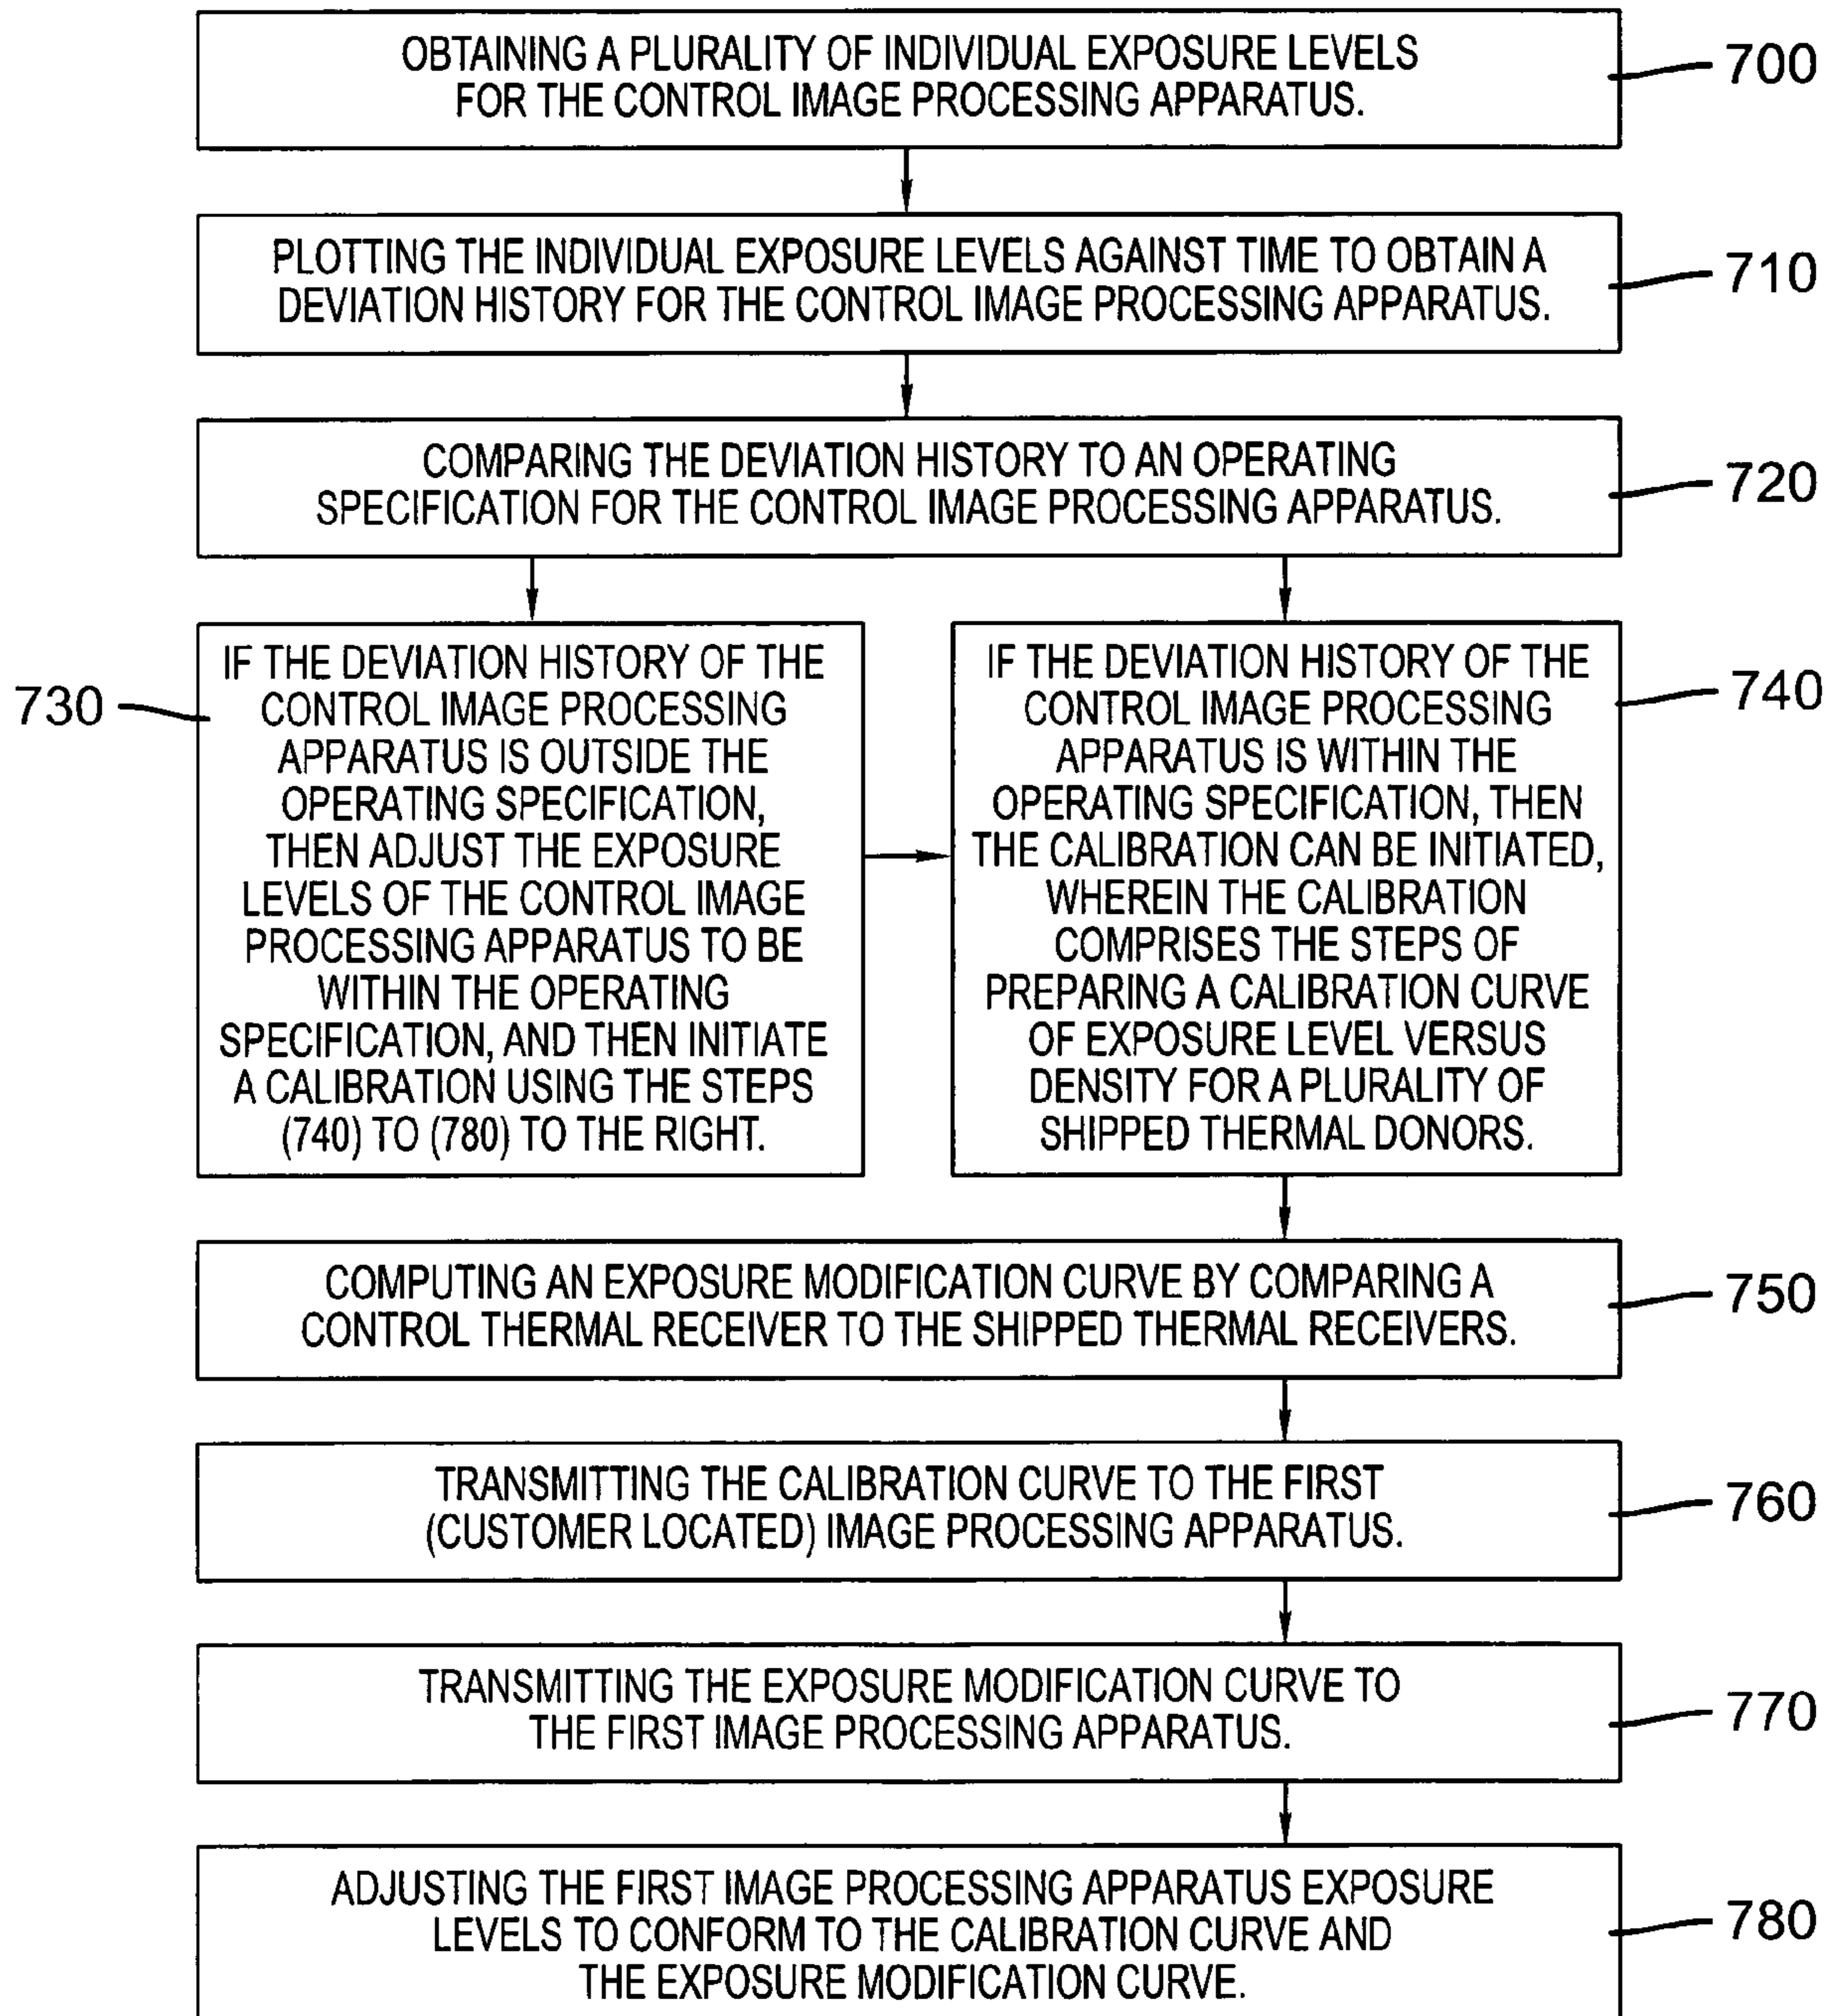 OBTAINING A PLURALITY OF INDIVIDUAL EXPOSURE LEVELS
FOR THE CONTROL IMAGE PROCESSING APPARATUS.
700
PLOTTING THE INDIVIDUAL EXPOSURE LEVELS AGAINST TIME TO OBTAIN A
DEVIATION HISTORY FOR THE CONTROL IMAGE PROCESSING APPARATUS.
710
COMPARING THE DEVIATION HISTORY TO AN OPERATING
SPECIFICATION FOR THE CONTROL IMAGE PROCESSING APPARATUS.
720
730
IF THE DEVIATION HISTORY OF THE
CONTROL IMAGE PROCESSING
APPARATUS IS OUTSIDE THE
OPERATING SPECIFICATION,
THEN ADJUST THE EXPOSURE
LEVELS OF THE CONTROL IMAGE
PROCESSING APPARATUS TO BE
WITHIN THE OPERATING
SPECIFICATION, AND THEN INITIATE
A CALIBRATION USING THE STEPS
(740) TO (780) TO THE RIGHT.
IF THE DEVIATION HISTORY OF THE
CONTROL IMAGE PROCESSING
APPARATUS IS WITHIN THE
OPERATING SPECIFICATION, THEN
THE CALIBRATION CAN BE INITIATED,
WHEREIN THE CALIBRATION
COMPRISES THE STEPS OF
PREPARING A CALIBRATION CURVE
OF EXPOSURE LEVEL VERSUS
DENSITY FOR A PLURALITY OF
SHIPPED THERMAL DONORS.
740
COMPUTING AN EXPOSURE MODIFICATION CURVE BY COMPARING A
CONTROL THERMAL RECEIVER TO THE SHIPPED THERMAL RECEIVERS.
750
TRANSMITTING THE CALIBRATION CURVE TO THE FIRST
(CUSTOMER LOCATED) IMAGE PROCESSING APPARATUS.
760
TRANSMITTING THE EXPOSURE MODIFICATION CURVE TO
THE FIRST IMAGE PROCESSING APPARATUS.
770
ADJUSTING THE FIRST IMAGE PROCESSING APPARATUS EXPOSURE
LEVELS TO CONFORM TO THE CALIBRATION CURVE AND
THE EXPOSURE MODIFICATION CURVE.
780